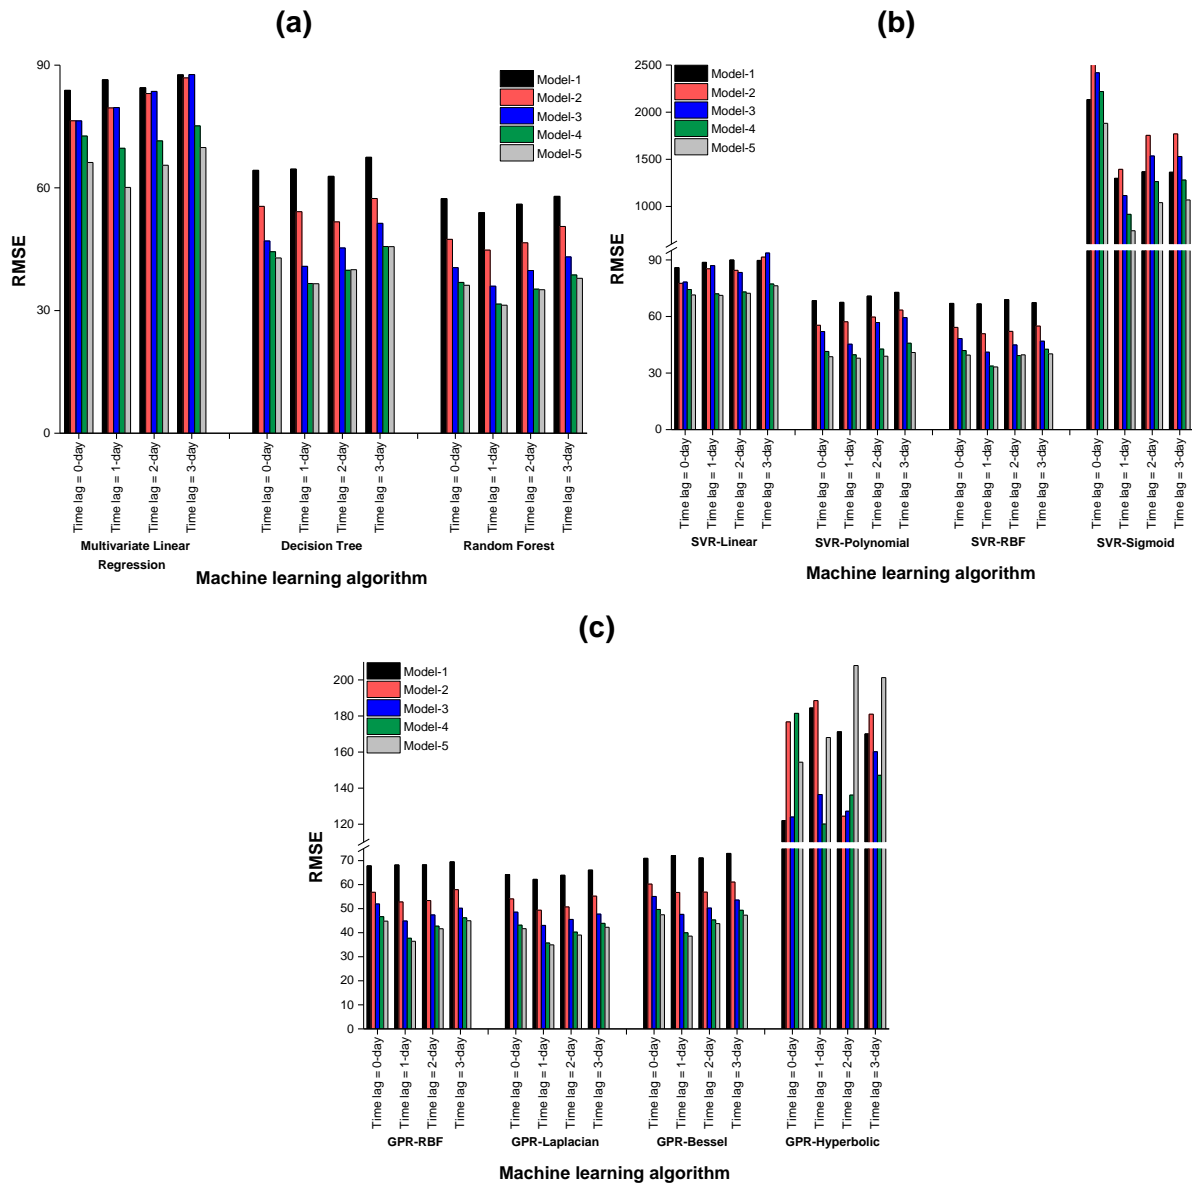 (a)
90
60
30
0
RMSE
Model-1
Model-2
Model-3
Model-4
Model-5
Time lag = 0-day
Time lag = 1-day
Time lag = 2-day
Time lag = 3-day
Time lag = 0-day
Time lag = 1-day
Time lag = 2-day
Time lag = 3-day
Time lag = 0-day
Time lag = 1-day
Time lag = 2-day
Time lag = 3-day
Multivariate Linear
Regression
Decision Tree
Random Forest
Machine learning algorithm
(b)
2500
2000
1500
1000
90
60
30
0
RMSE
Model-1
Model-2
Model-3
Model-4
Model-5
Time lag = 0-day
Time lag = 1-day
Time lag = 2-day
Time lag = 3-day
Time lag = 0-day
Time lag = 1-day
Time lag = 2-day
Time lag = 3-day
Time lag = 0-day
Time lag = 1-day
Time lag = 2-day
Time lag = 3-day
Time lag = 0-day
Time lag = 1-day
Time lag = 2-day
Time lag = 3-day
SVR-Linear
SVR-Polynomial
SVR-RBF
SVR-Sigmoid
Machine learning algorithm
(c)
200
180
160
140
120
70
60
50
40
30
20
10
0
RMSE
Model-1
Model-2
Model-3
Model-4
Model-5
Time lag = 0-day
Time lag = 1-day
Time lag = 2-day
Time lag = 3-day
Time lag = 0-day
Time lag = 1-day
Time lag = 2-day
Time lag = 3-day
Time lag = 0-day
Time lag = 1-day
Time lag = 2-day
Time lag = 3-day
Time lag = 0-day
Time lag = 1-day
Time lag = 2-day
Time lag = 3-day
GPR-RBF
GPR-Laplacian
GPR-Bessel
GPR-Hyperbolic
Machine learning algorithm